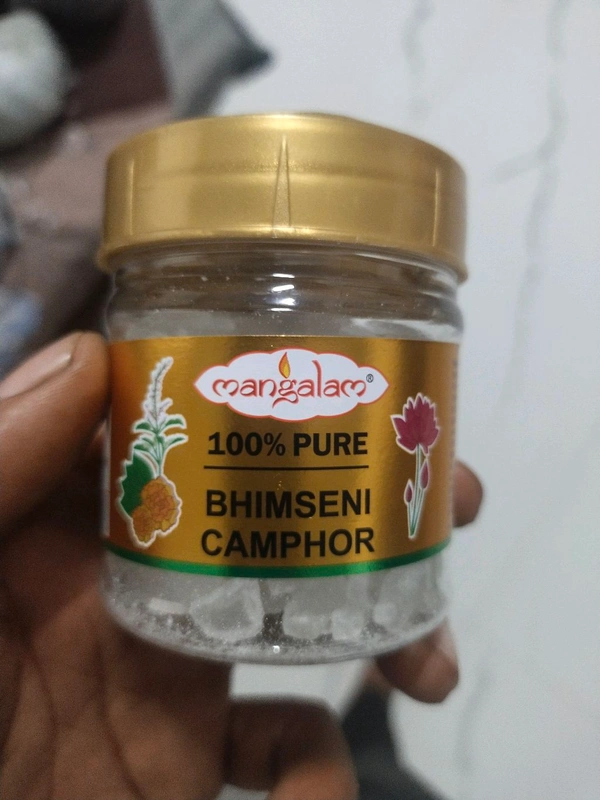 mangalam®
100% PURE
BHIMSENI
CAMPHOR